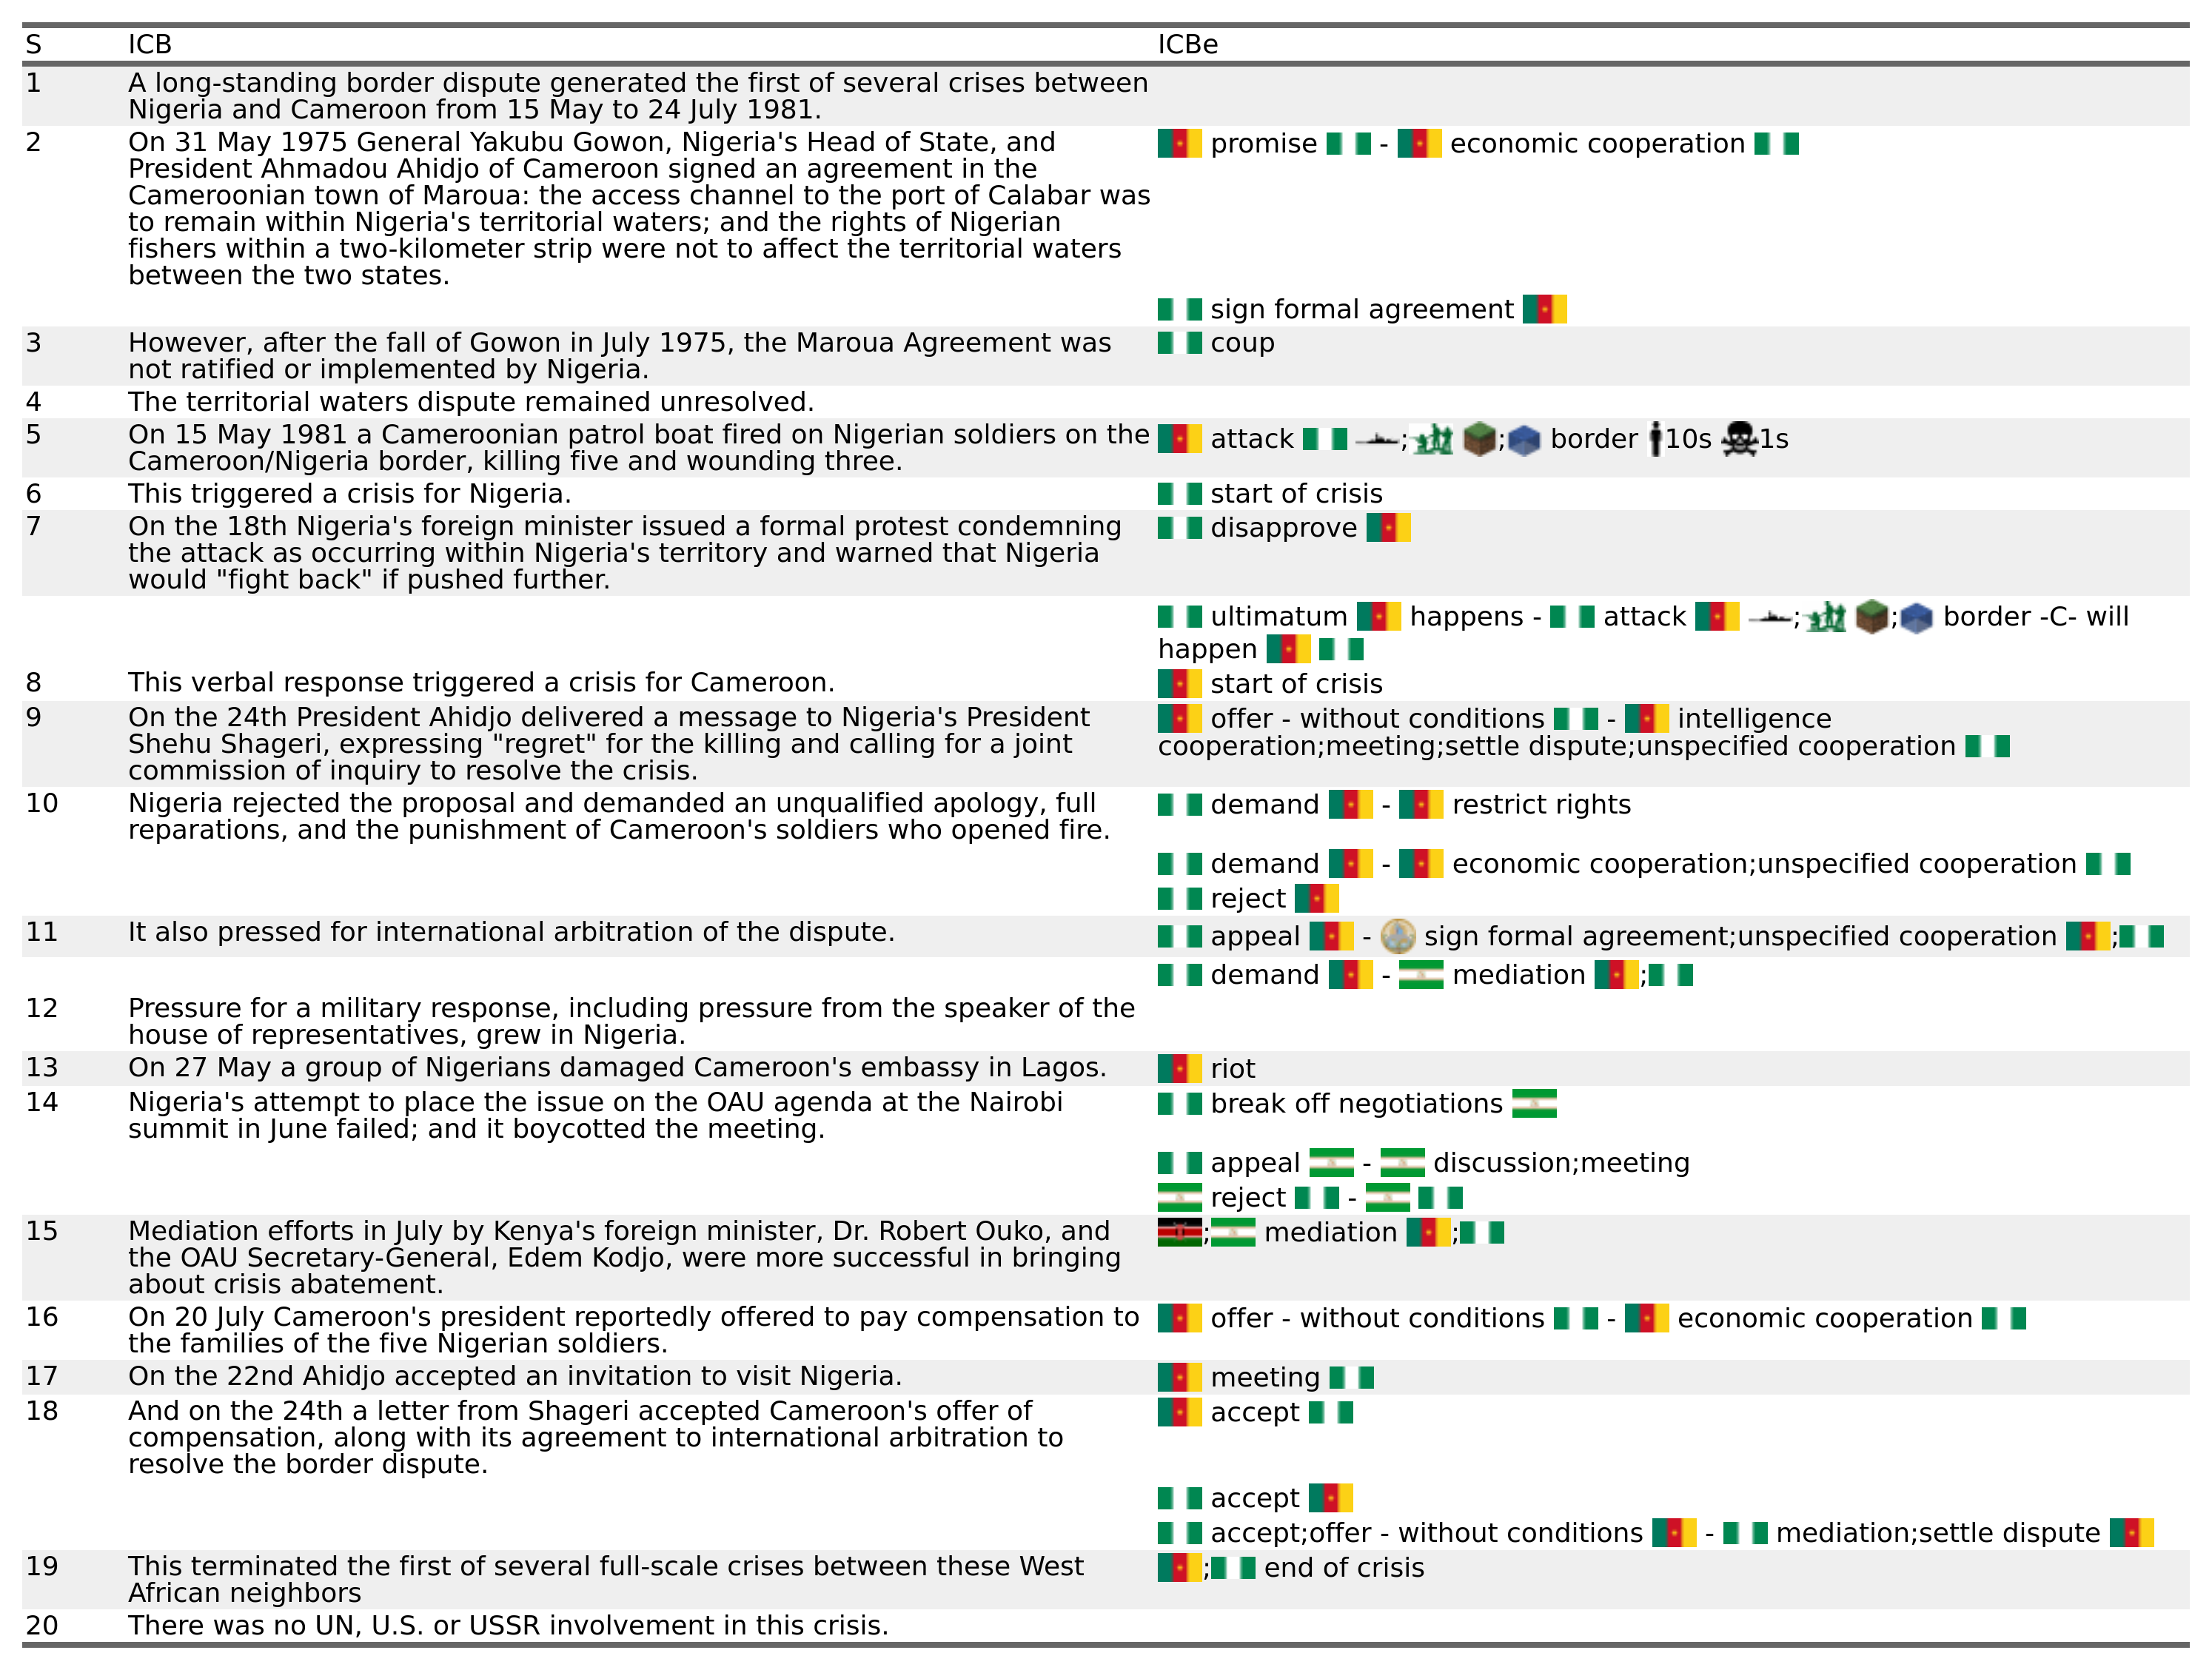 S ICB ICBe
1 A long-standing border dispute generated the first of several crises between
Nigeria and Cameroon from 15 May to 24 July 1981.
2 On 31 May 1975 General Yakubu Gowon, Nigeria's Head of State, and promise - economic cooperation
President Ahmadou Ahidjo of Cameroon signed an agreement in the
Cameroonian town of Maroua: the access channel to the port of Calabar was
to remain within Nigeria's territorial waters; and the rights of Nigerian
fishers within a two-kilometer strip were not to affect the territorial waters
between the two states.
sign formal agreement
3 However, after the fall of Gowon in July 1975, the Maroua Agreement was coup
not ratified or implemented by Nigeria.
4 The territorial waters dispute remained unresolved.
5 On 15 May 1981 a Cameroonian patrol boat fired on Nigerian soldiers on the attack ; ; border 10s 1s
Cameroon/Nigeria border, killing five and wounding three.
6 This triggered a crisis for Nigeria. start of crisis
7 On the 18th Nigeria's foreign minister issued a formal protest condemning disapprove
the attack as occurring within Nigeria's territory and warned that Nigeria
would "fight back" if pushed further.
ultimatum happens - attack ; ; border -C- will
happen
8 This verbal response triggered a crisis for Cameroon. start of crisis
9 On the 24th President Ahidjo delivered a message to Nigeria's President offer - without conditions - intelligence
Shehu Shageri, expressing "regret" for the killing and calling for a joint cooperation;meeting;settle dispute;unspecified cooperation
commission of inquiry to resolve the crisis.
10 Nigeria rejected the proposal and demanded an unqualified apology, full demand - restrict rights
reparations, and the punishment of Cameroon's soldiers who opened fire.
demand - economic cooperation;unspecified cooperation
reject
11 It also pressed for international arbitration of the dispute. appeal - sign formal agreement;unspecified cooperation ;
demand - mediation ;
12 Pressure for a military response, including pressure from the speaker of the
house of representatives, grew in Nigeria.
13 On 27 May a group of Nigerians damaged Cameroon's embassy in Lagos. riot
14 Nigeria's attempt to place the issue on the OAU agenda at the Nairobi break off negotiations
summit in June failed; and it boycotted the meeting.
appeal - discussion;meeting
reject -
15 Mediation efforts in July by Kenya's foreign minister, Dr. Robert Ouko, and ; mediation ;
the OAU Secretary-General, Edem Kodjo, were more successful in bringing
about crisis abatement.
16 On 20 July Cameroon's president reportedly offered to pay compensation to offer - without conditions - economic cooperation
the families of the five Nigerian soldiers.
17 On the 22nd Ahidjo accepted an invitation to visit Nigeria. meeting
18 And on the 24th a letter from Shageri accepted Cameroon's offer of accept
compensation, along with its agreement to international arbitration to
resolve the border dispute.
accept
accept;offer - without conditions - mediation;settle dispute
19 This terminated the first of several full-scale crises between these West ; end of crisis
African neighbors
20 There was no UN, U.S. or USSR involvement in this crisis.